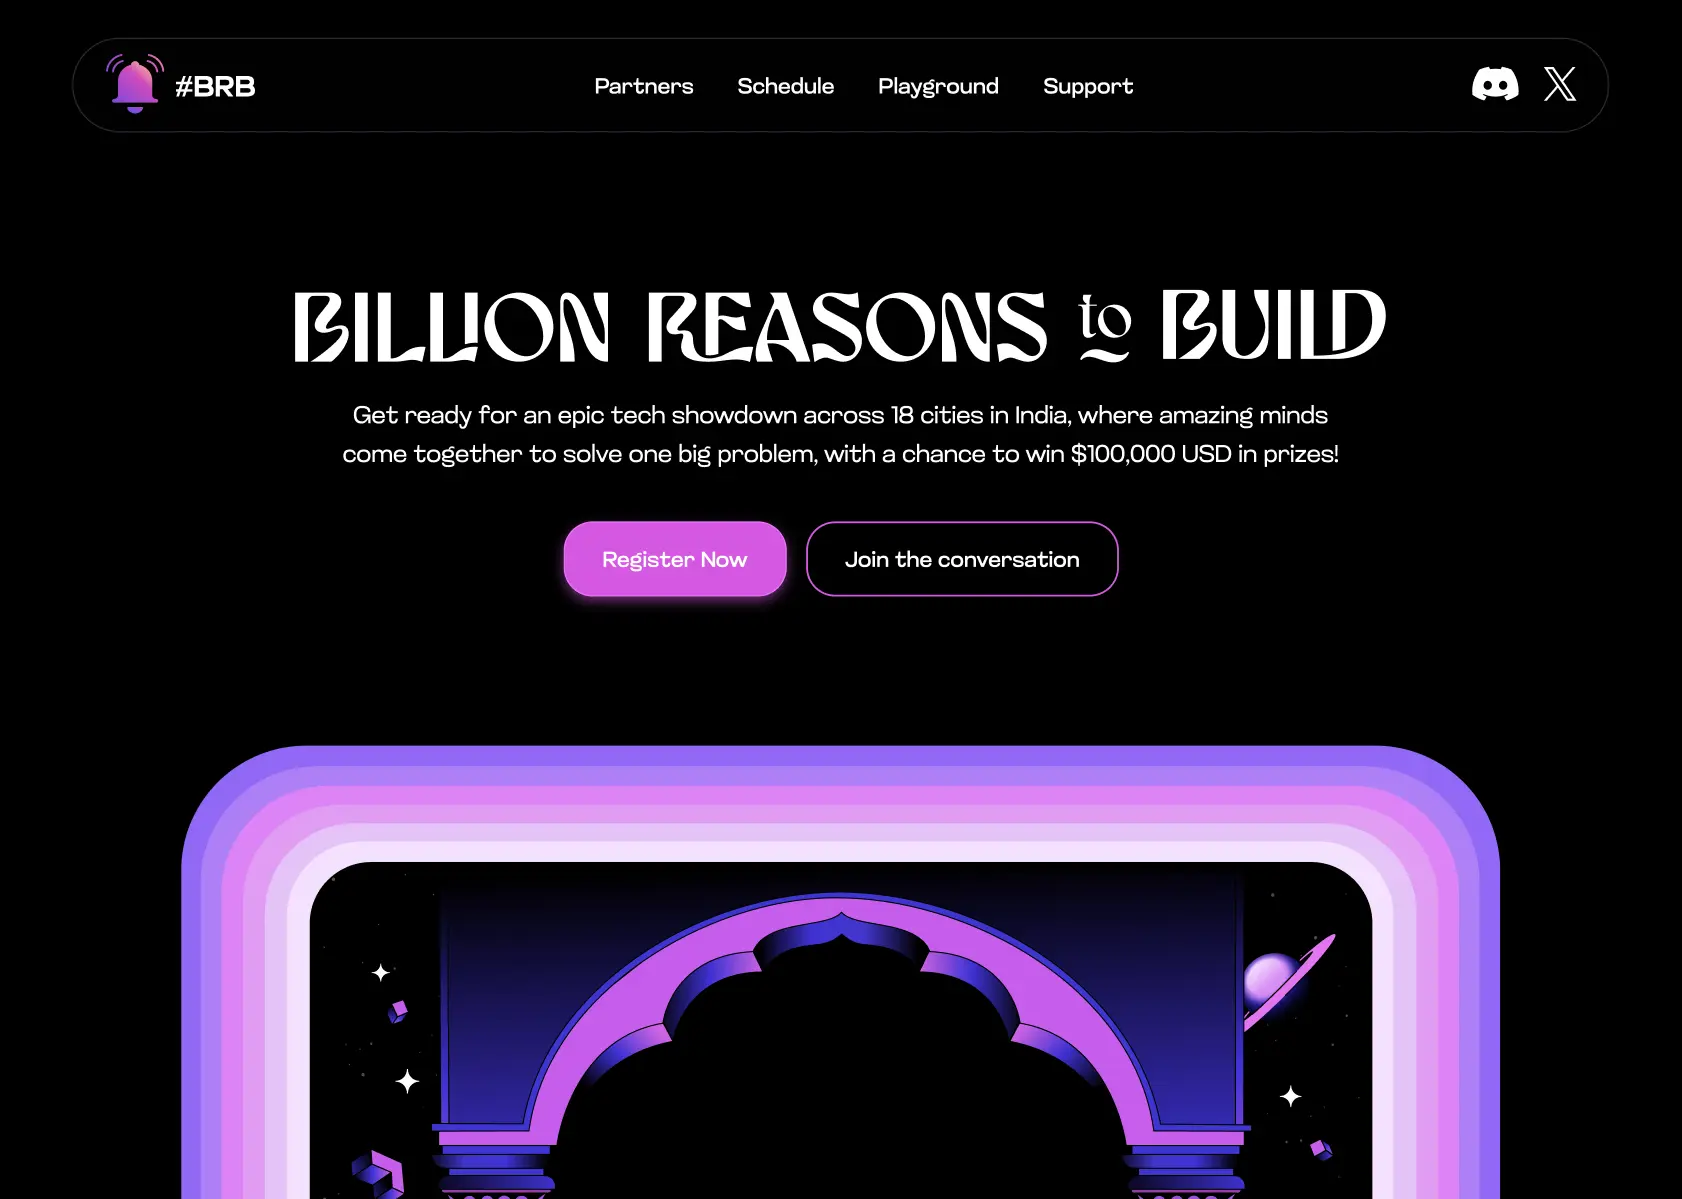 #BRB
Partners Schedule Playground Support
BILLION REASONS to BUILD
Get ready for an epic tech showdown across 18 cities in India, where amazing minds
come together to solve one big problem, with a chance to win $100,000 USD in prizes!
Register Now
Join the conversation